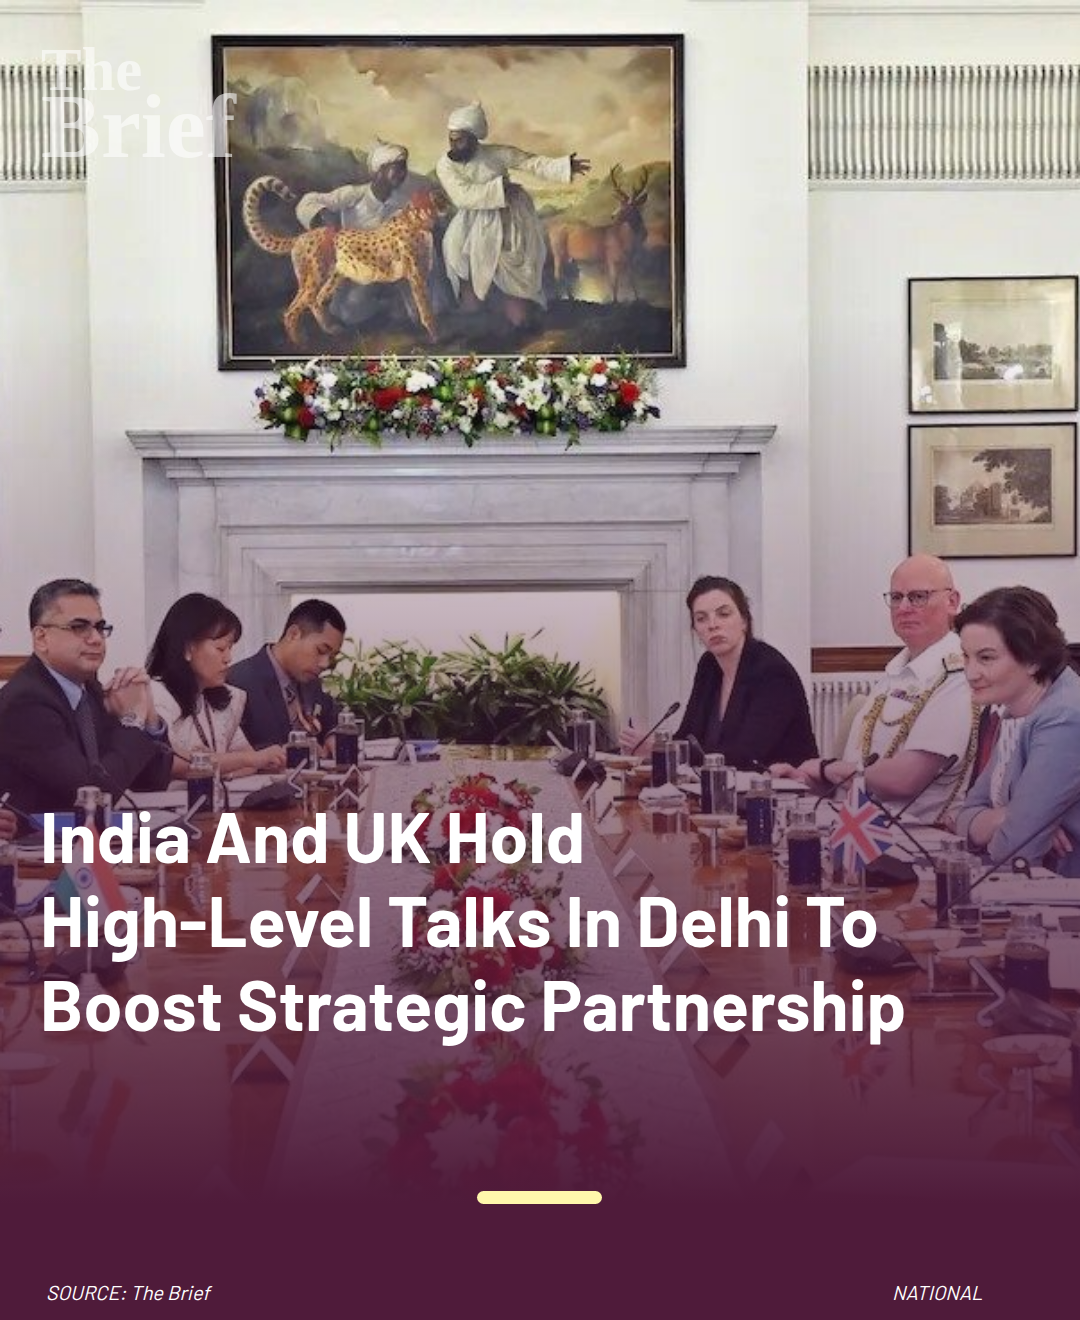 The
Brief
India And UK Hold
High-Level Talks In Delhi To
Boost Strategic Partnership
SOURCE: The Brief
NATIONAL